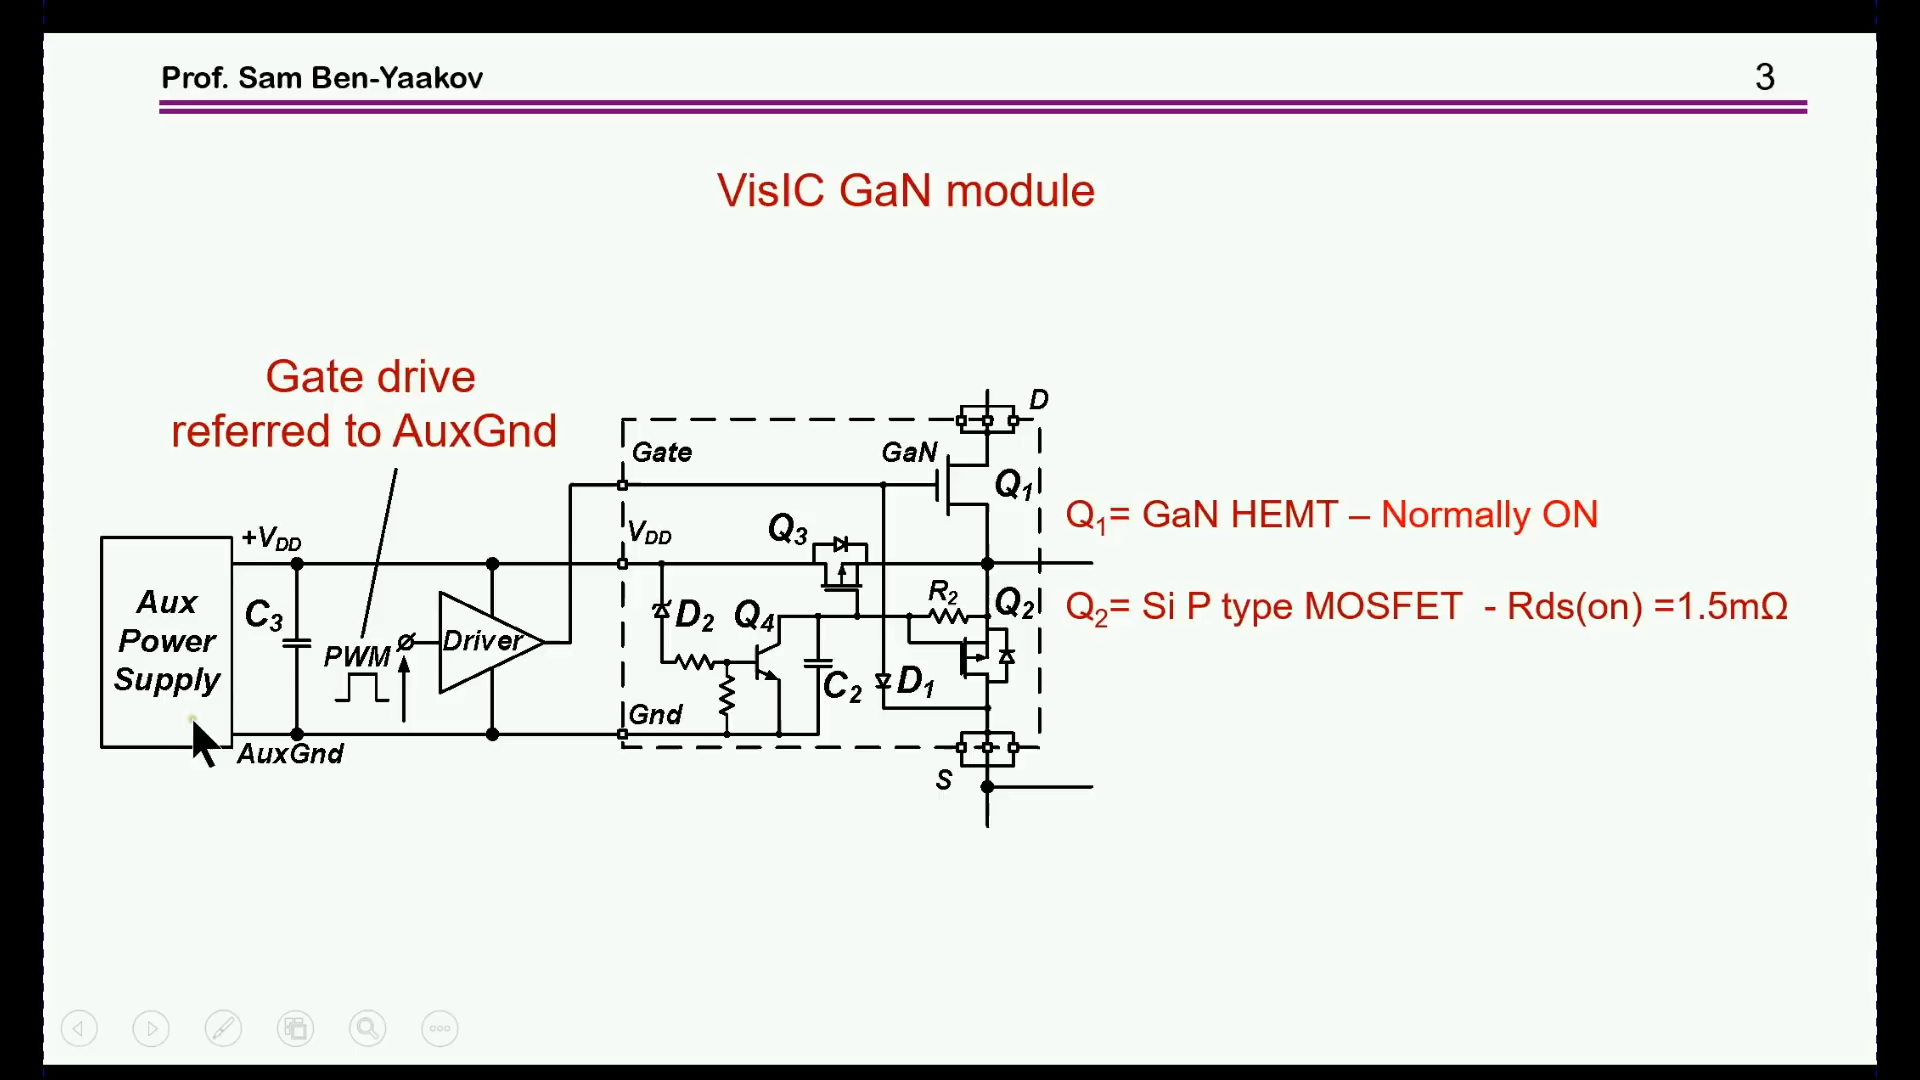 Prof. Sam Ben-Yaakov
3
VisIC GaN module
Gate drive
referred to AuxGnd
D
Gate
GaN
Q1
Q1= GaN HEMT – Normally ON
+VDD
VDD
Q3
Aux
Power
Supply
C3
PWM
Driver
D2
Q4
R2
Q2
Q2= Si P type MOSFET - Rds(on) =1.5mΩ
C2
D1
Gnd
AuxGnd
S